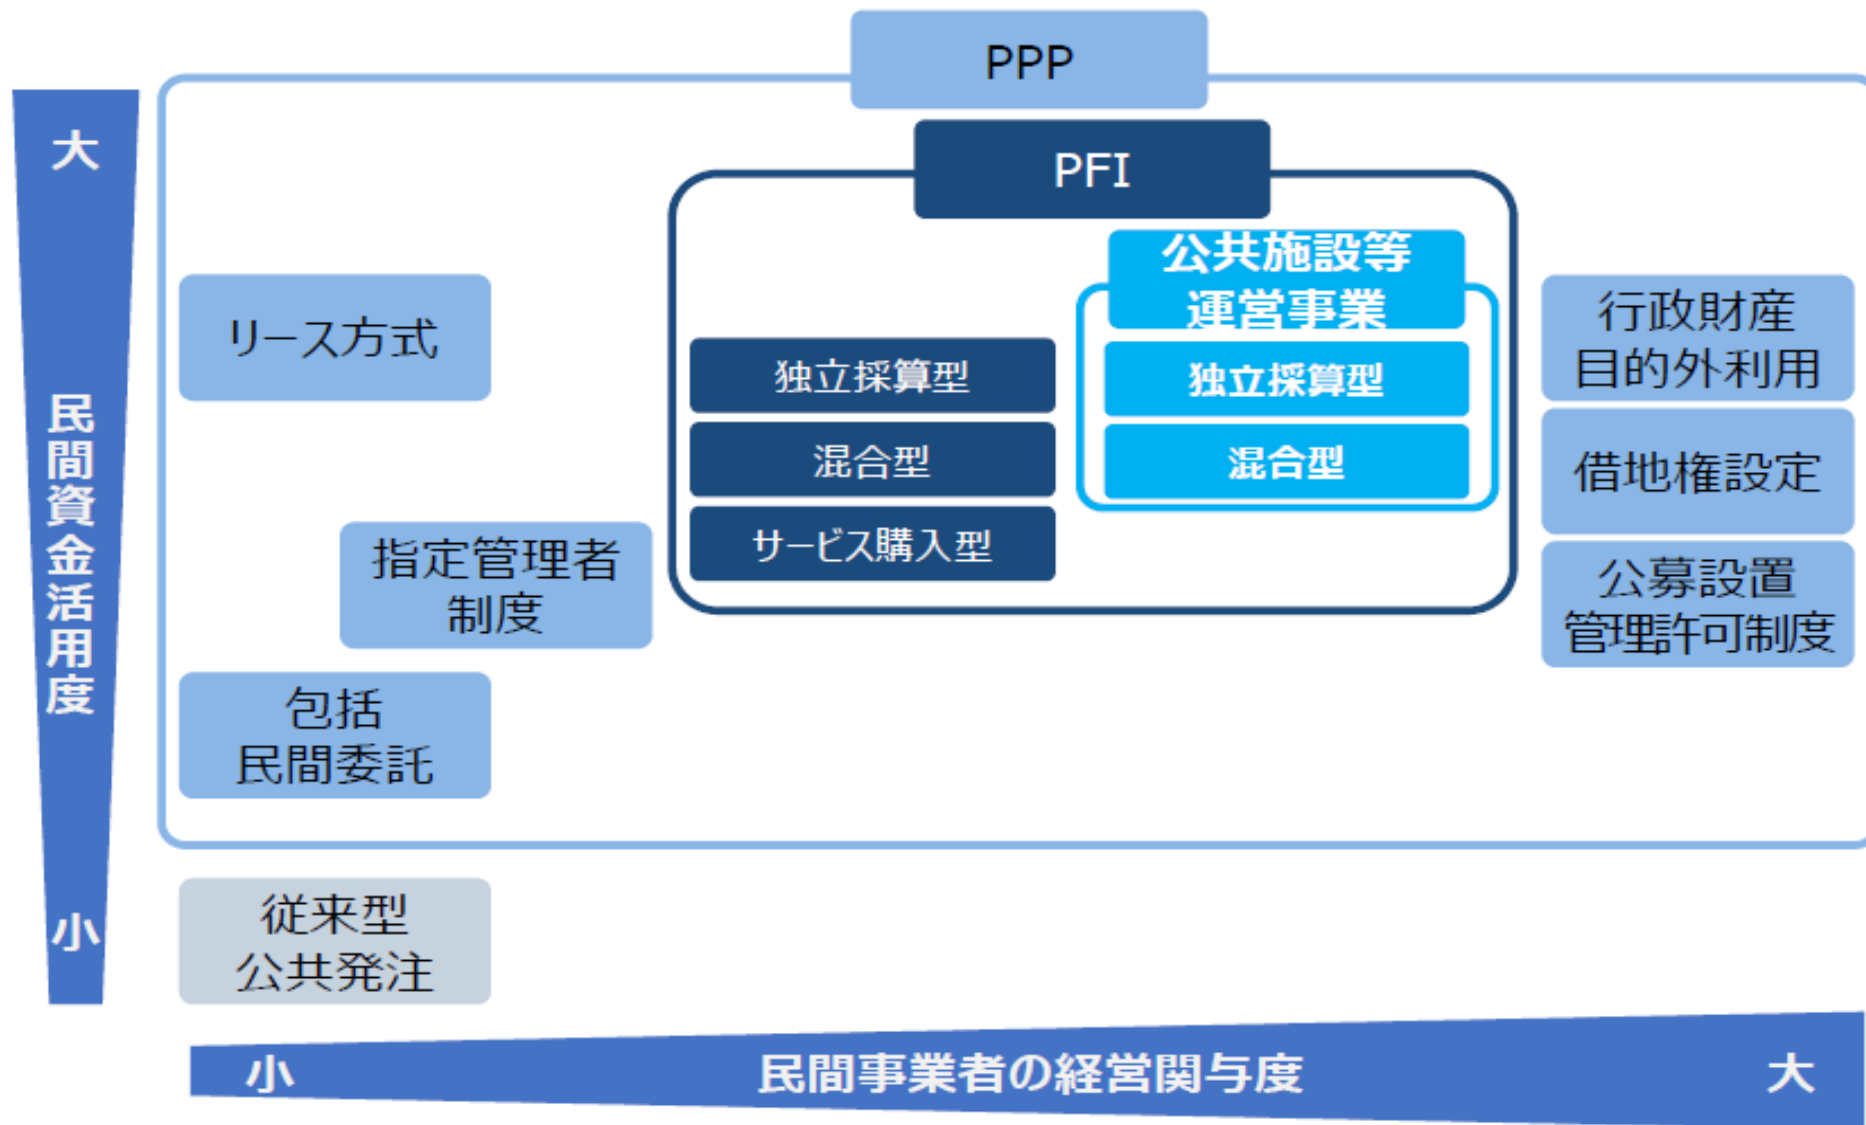 PPP
PFI
大
民間資金活用度
小
リース方式
指定管理者
制度
包括
民間委託
従来型
公共発注
独立採算型
混合型
サービス購入型
公共施設等
運営事業
独立採算型
混合型
行政財産
目的外利用
借地権設定
公募設置
管理許可制度
小
民間事業者の経営関与度
大